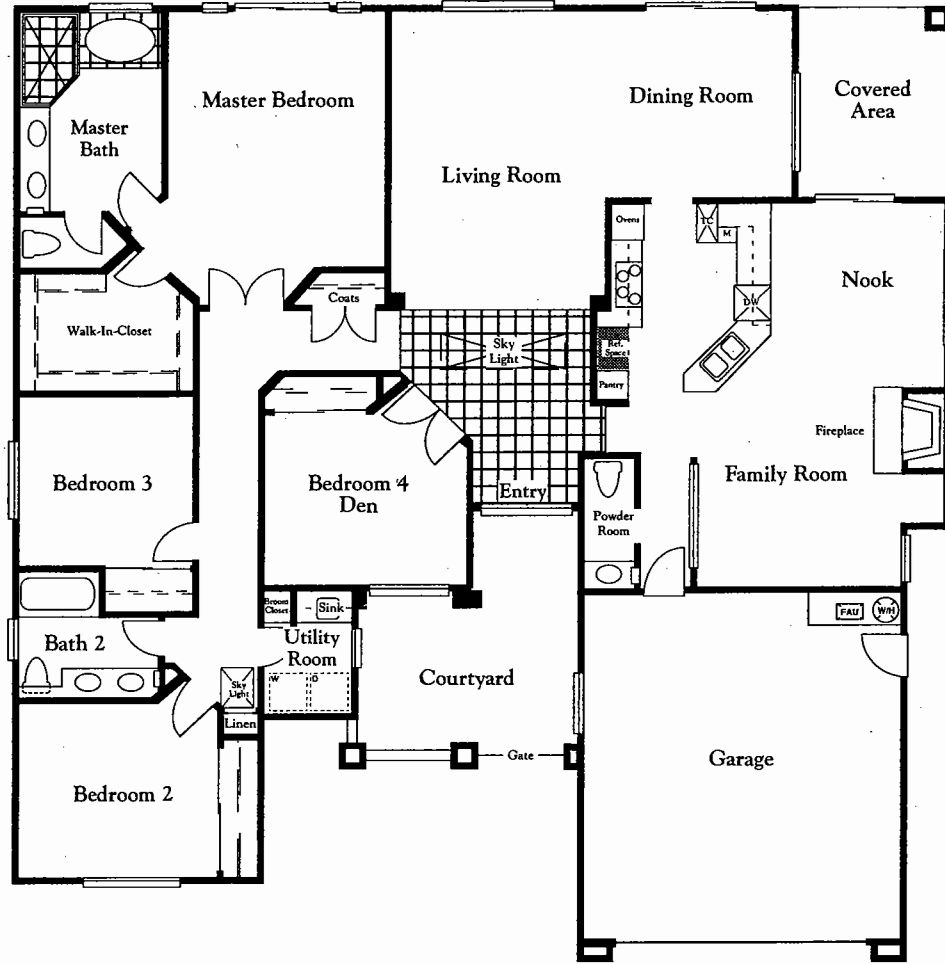 Master Bedroom
Dining Room
Covered
Area
Master
Bath
Living Room
Ovens
TC
M
Nook
Coats
DW
Walk-In-Closet
Sky
Light
Ref.
Space
Pantry
Fireplace
Bedroom 3
Bedroom 4
Den
Family Room
Entry
Powder
Room
Broom
Closet
Sink
FAU
W/H
Bath 2
Utility
Room
W
D
Courtyard
Sky
Light
Linen
Gate
Garage
Bedroom 2